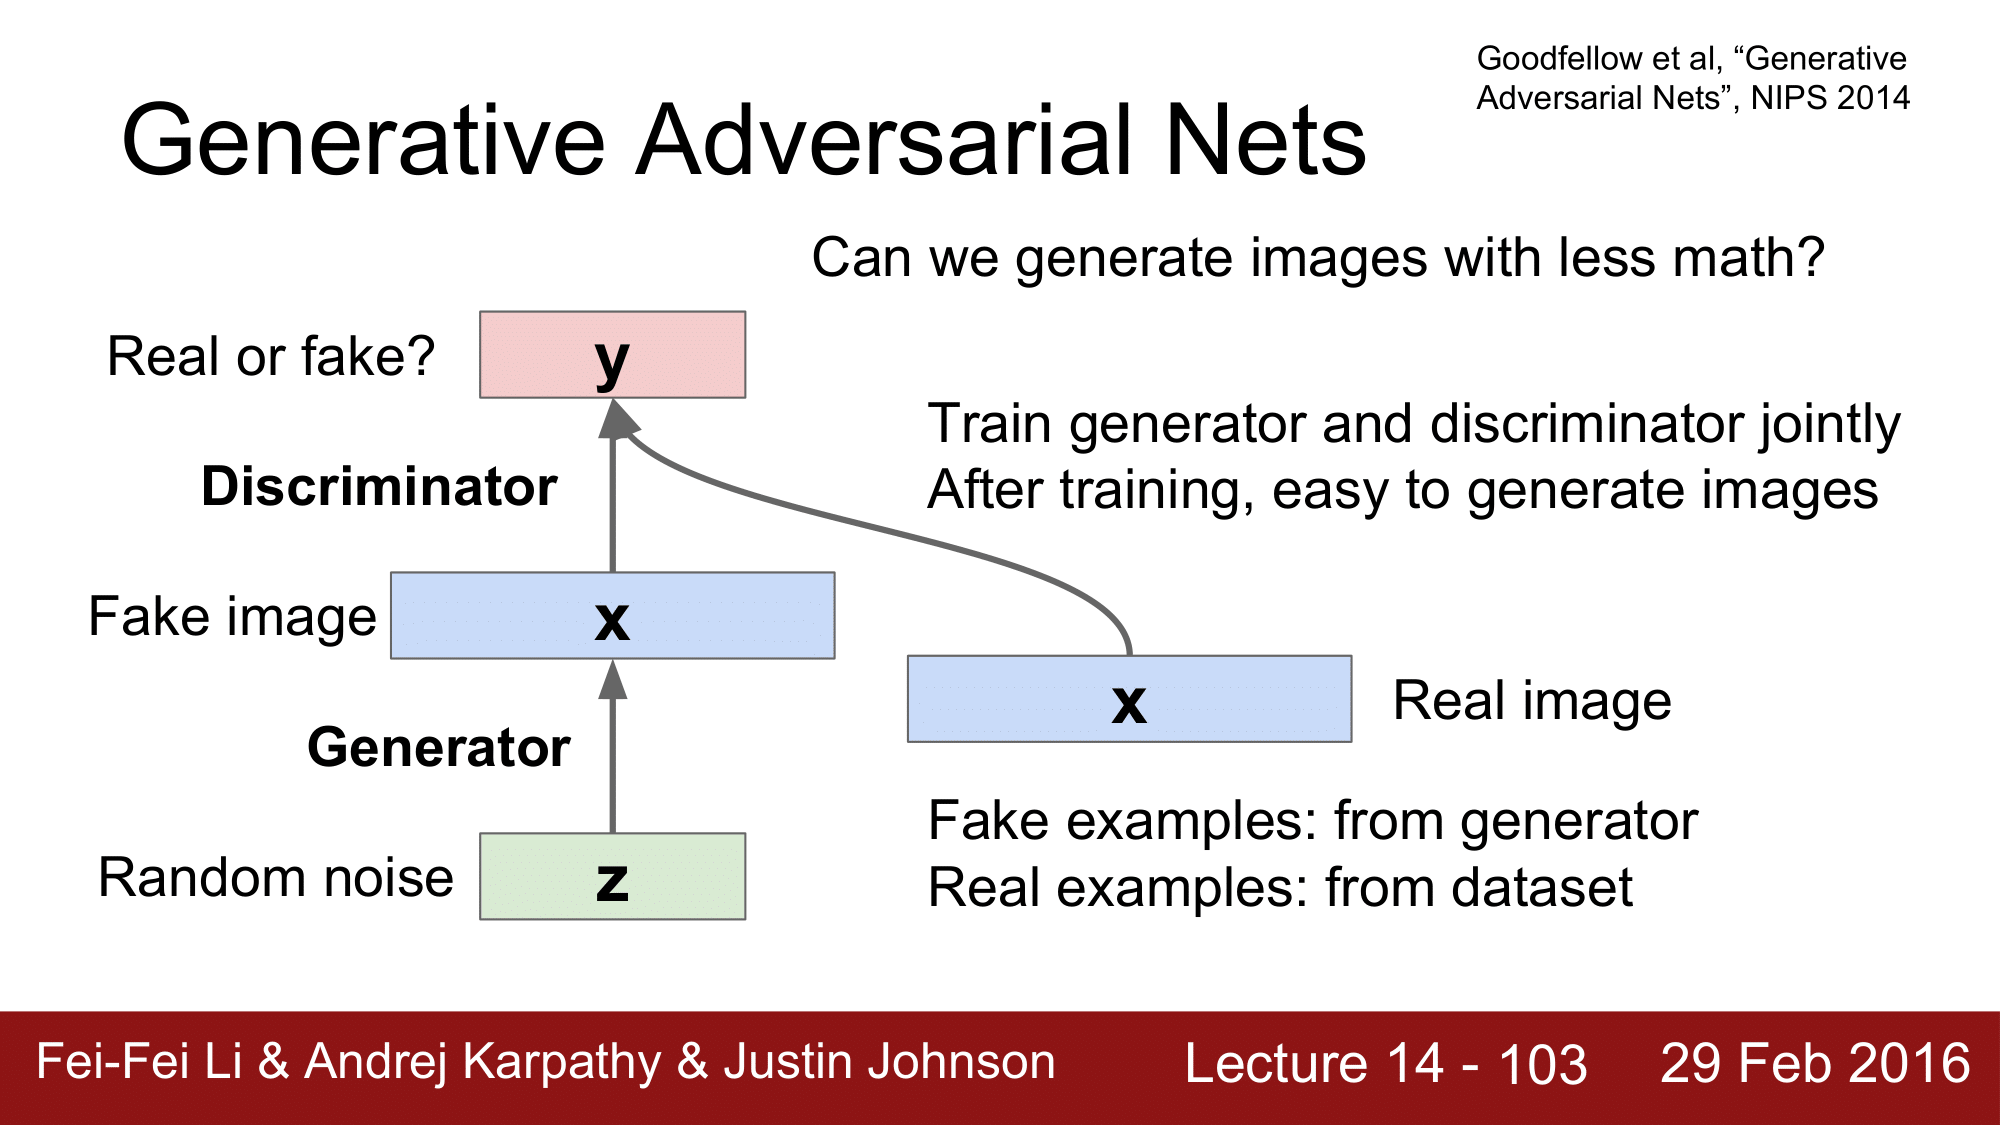 Goodfellow et al, “Generative
Adversarial Nets”, NIPS 2014
Generative Adversarial Nets
Can we generate images with less math?
Real or fake?
y
Train generator and discriminator jointly
After training, easy to generate images
Discriminator
Fake image
x
x
Real image
Generator
Fake examples: from generator
Real examples: from dataset
Random noise
z
Fei-Fei Li & Andrej Karpathy & Justin Johnson
Lecture 14 - 103
29 Feb 2016